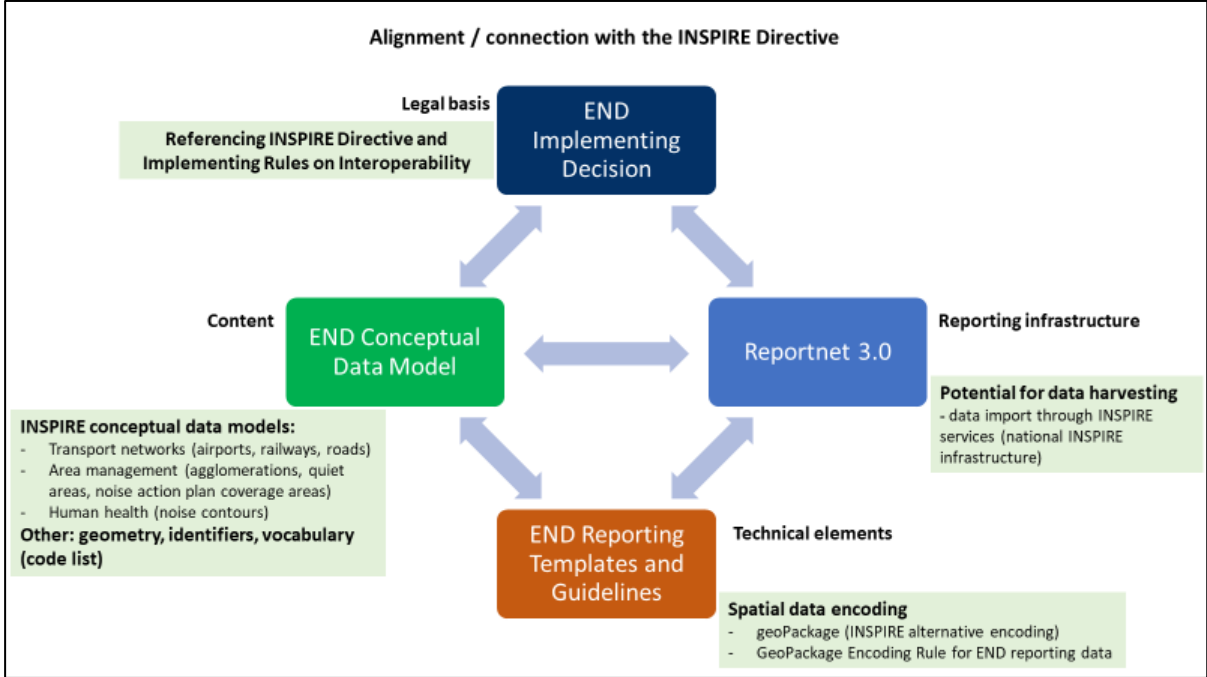 Alignment / connection with the INSPIRE Directive
Legal basis
Referencing INSPIRE Directive and
Implementing Rules on Interoperability
END
Implementing
Decision
Content
END Conceptual
Data Model
Reportnet 3.0
Reporting infrastructure
INSPIRE conceptual data models:
- Transport networks (airports, railways, roads)
- Area management (agglomerations, quiet
areas, noise action plan coverage areas)
- Human health (noise contours)
Other: geometry, identifiers, vocabulary
(code list)
Potential for data harvesting
- data import through INSPIRE
services (national INSPIRE
infrastructure)
END Reporting
Templates and
Guidelines
Technical elements
Spatial data encoding
- geoPackage (INSPIRE alternative encoding)
- GeoPackage Encoding Rule for END reporting data